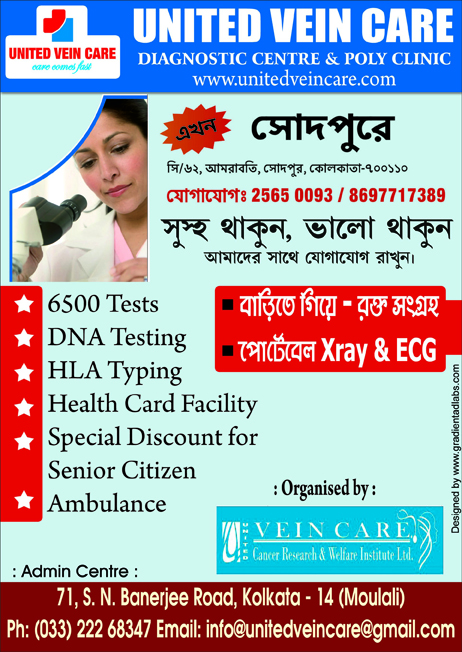 UNITED VEIN CARE
care comes first
UNITED VEIN CARE
DIAGNOSTIC CENTRE & POLY CLINIC
www.unitedveincare.com
এখন সোদপুরে
সি/৬২, আমরাবতি, সোদপুর, কোলকাতা-৭০০১১০
যোগাযোগঃ 2565 0093 / 8697717389
সুস্থ থাকুন, ভালো থাকুন
আমাদের সাথে যোগাযোগ রাখুন।
6500 Tests
DNA Testing
HLA Typing
Health Card Facility
Special Discount for
Senior Citizen
Ambulance
বাড়িতে গিয়ে - রক্ত সংগ্রহ
পোর্টেবেল Xray & ECG
: Organised by :
UNITED
VEIN CARE
Cancer Research & Welfare Institute Ltd.
Designed by www.gradientadlabs.com
: Admin Centre :
71, S. N. Banerjee Road, Kolkata - 14 (Moulali)
Ph: (033) 222 68347 Email: info@unitedveincare@gmail.com